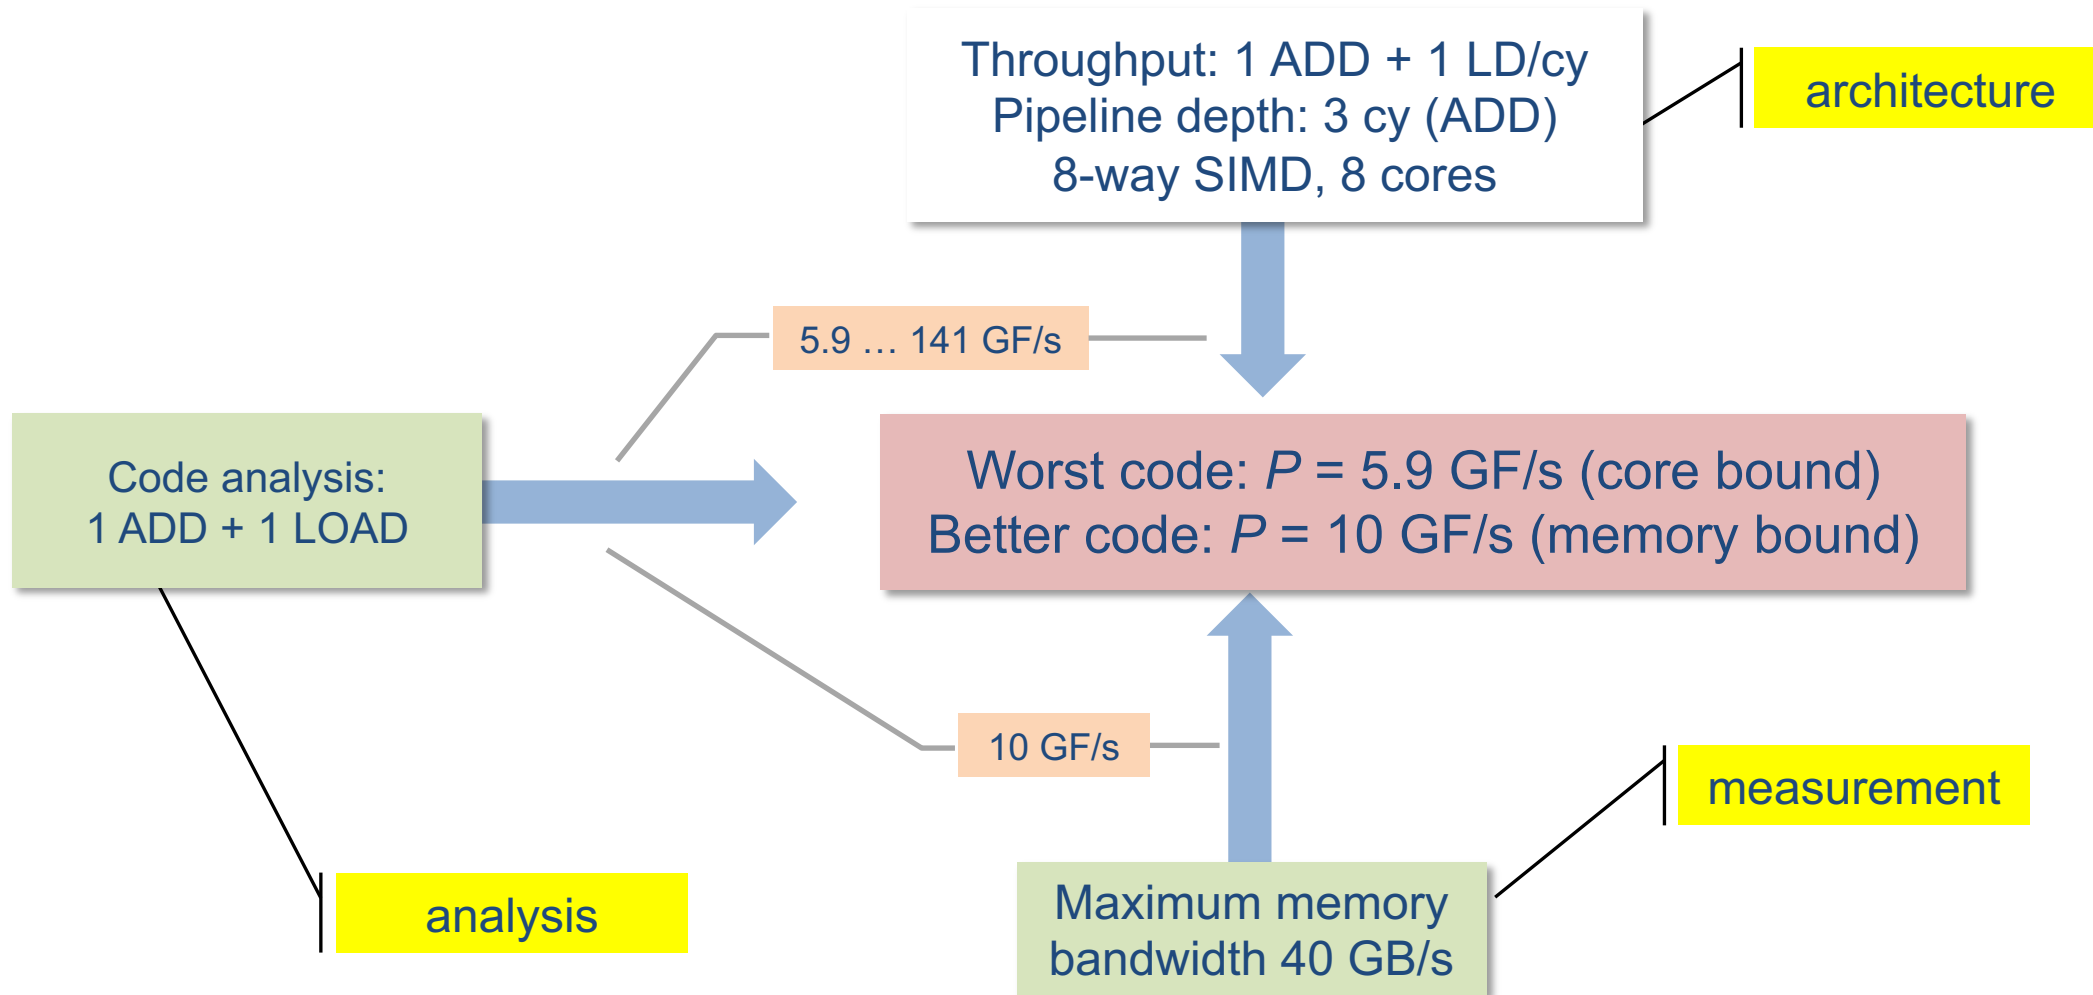 Throughput: 1 ADD + 1 LD/cy
Pipeline depth: 3 cy (ADD)
8-way SIMD, 8 cores
architecture
5.9 … 141 GF/s
Code analysis:
1 ADD + 1 LOAD
Worst code: P = 5.9 GF/s (core bound)
Better code: P = 10 GF/s (memory bound)
10 GF/s
measurement
analysis
Maximum memory
bandwidth 40 GB/s